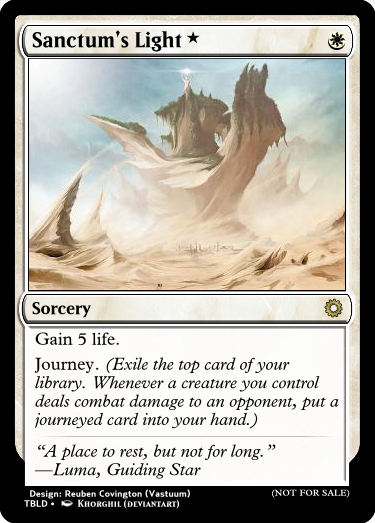 Sanctum's Light ★
Sorcery
Gain 5 life.
Journey. (Exile the top card of your
library. Whenever a creature you control
deals combat damage to an opponent, put a
journeyed card into your hand.)
“A place to rest, but not for long.”
—Luma, Guiding Star
Design: Reuben Covington (Vastuum)
(NOT FOR SALE)
TBLD • Khorghil (deviantart)